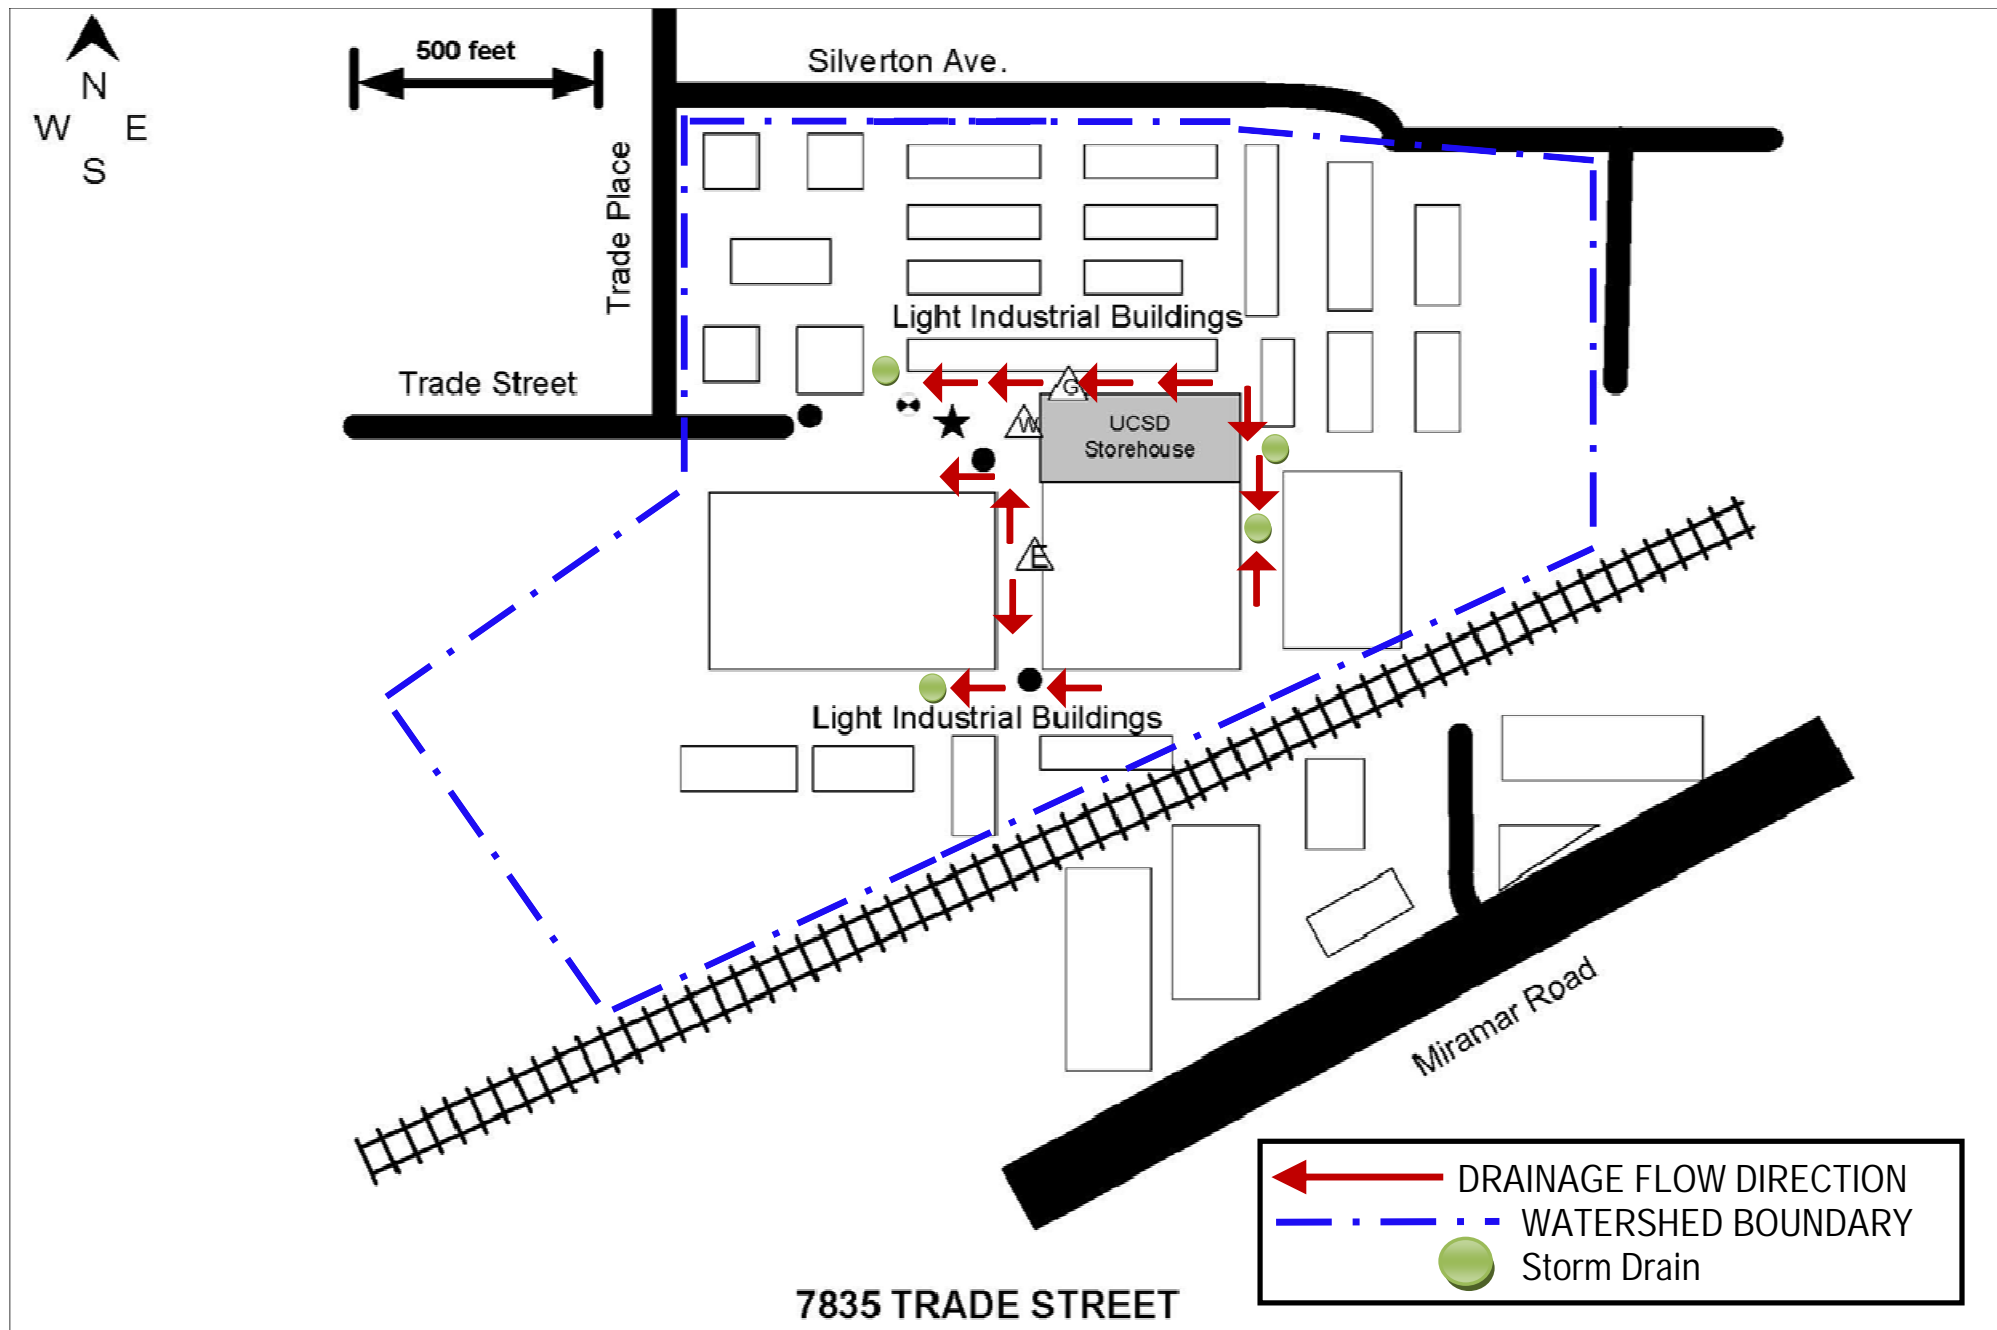 500 feet
N
W E
S
Silverton Ave.
Trade Place
Light Industrial Buildings
Trade Street
G
W
UCSD
Storehouse
E
Light Industrial Buildings
Miramar Road
DRAINAGE FLOW DIRECTION
WATERSHED BOUNDARY
Storm Drain
7835 TRADE STREET